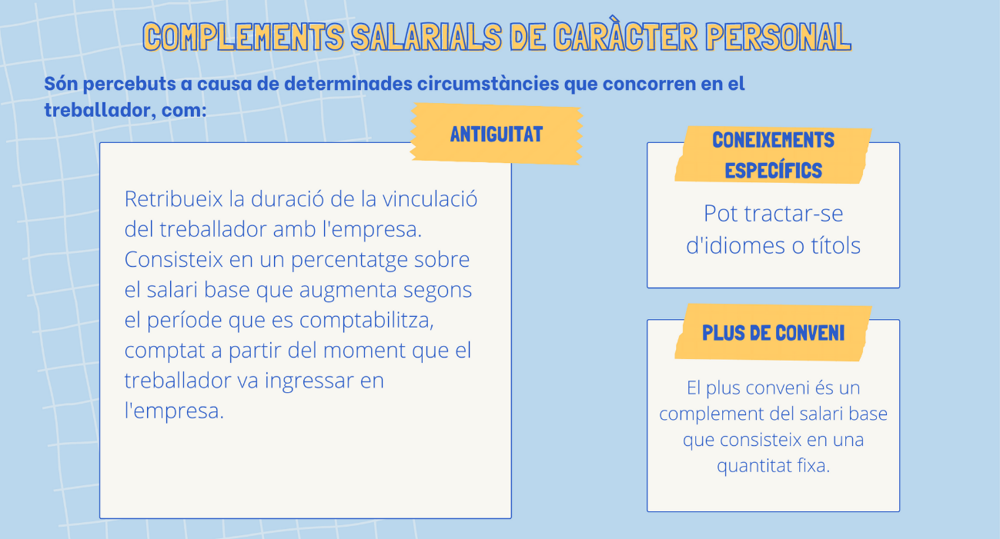 COMPLEMENTS SALARIALS DE CARÀCTER PERSONAL
Són percebuts a causa de determinades circumstàncies que concorren en el
treballador, com:
ANTIGUITAT
Retribueix la duració de la vinculació
del treballador amb l'empresa.
Consisteix en un percentatge sobre
el salari base que augmenta segons
el període que es comptabilitza,
comptat a partir del moment que el
treballador va ingressar en
l'empresa.
CONEIXEMENTS
ESPECÍFICS
Pot tractar-se
d'idiomes o títols
PLUS DE CONVENI
El plus conveni és un
complement del salari base
que consisteix en una
quantitat fixa.